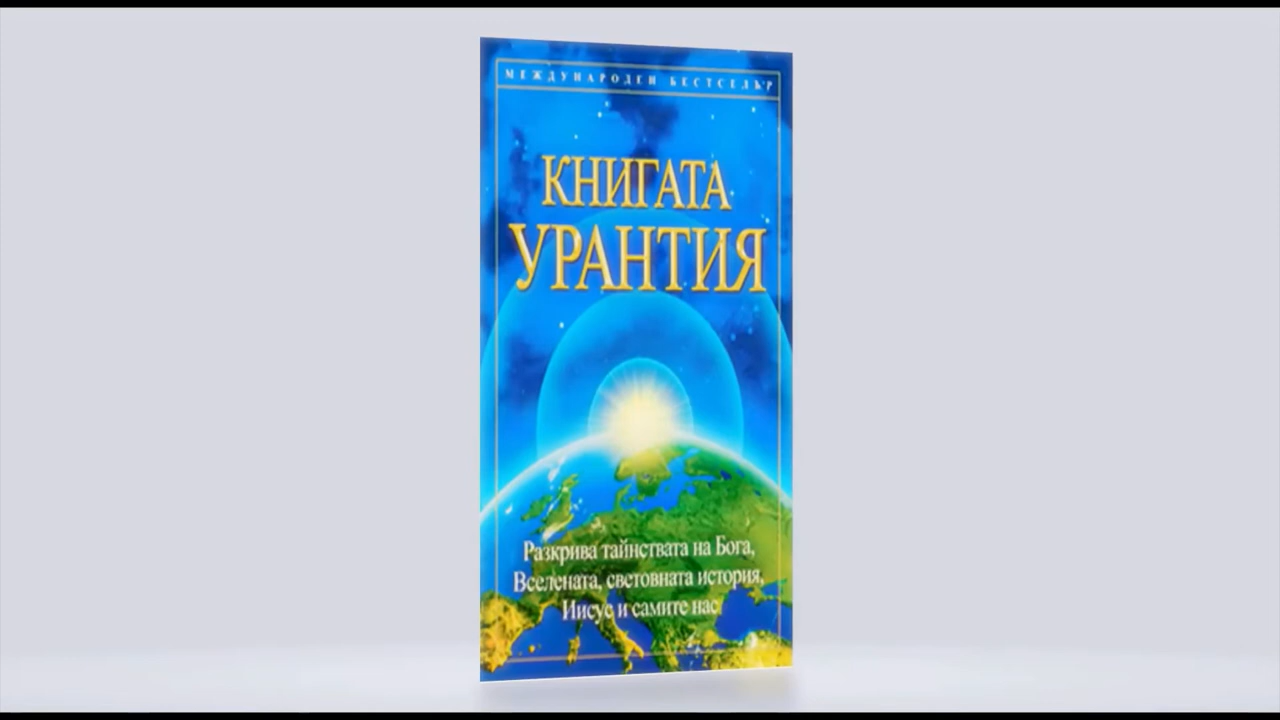 МЕЖДУНАРОДЕН БЕСТСЕЛЪР
КНИГАТА
УРАНТИЯ
Разкрива тайнствата на Бога,
Вселената, световната история,
Иисус и самите нас